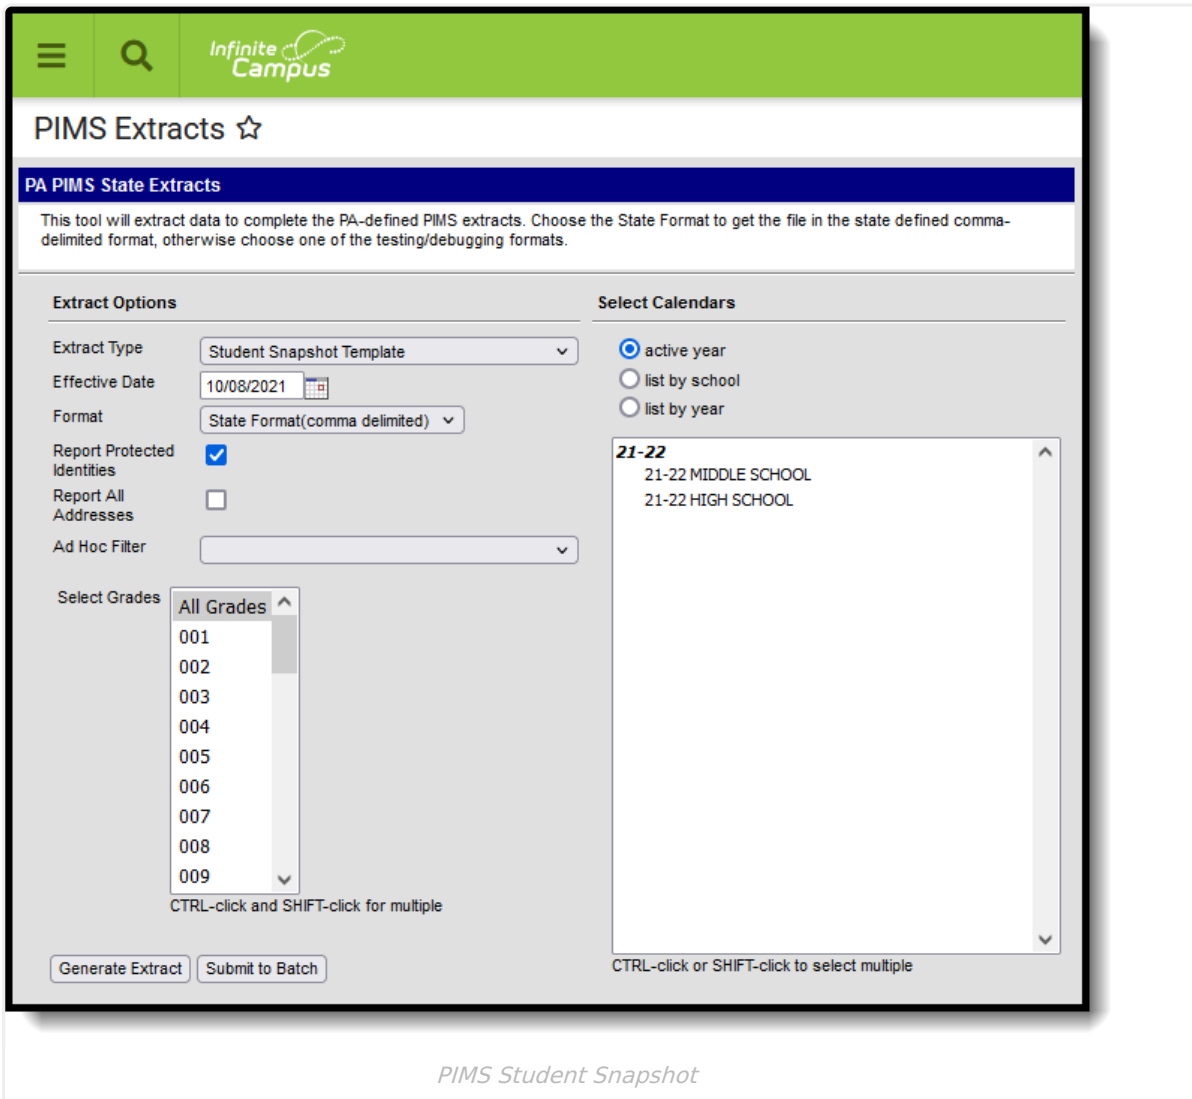 Infinite
Campus
PIMS Extracts
PA PIMS State Extracts
This tool will extract data to complete the PA-defined PIMS extracts. Choose the State Format to get the file in the state defined comma-
delimited format, otherwise choose one of the testing/debugging formats.
Extract Options
Extract Type
Student Snapshot Template
Effective Date
10/08/2021
Format
State Format(comma delimited)
Report Protected
Identities
Report All
Addresses
Ad Hoc Filter
Select Grades
All Grades
001
002
003
004
005
006
007
008
009
CTRL-click and SHIFT-click for multiple
Generate Extract
Submit to Batch
Select Calendars
active year
list by school
list by year
21-22
21-22 MIDDLE SCHOOL
21-22 HIGH SCHOOL
CTRL-click or SHIFT-click to select multiple
PIMS Student Snapshot